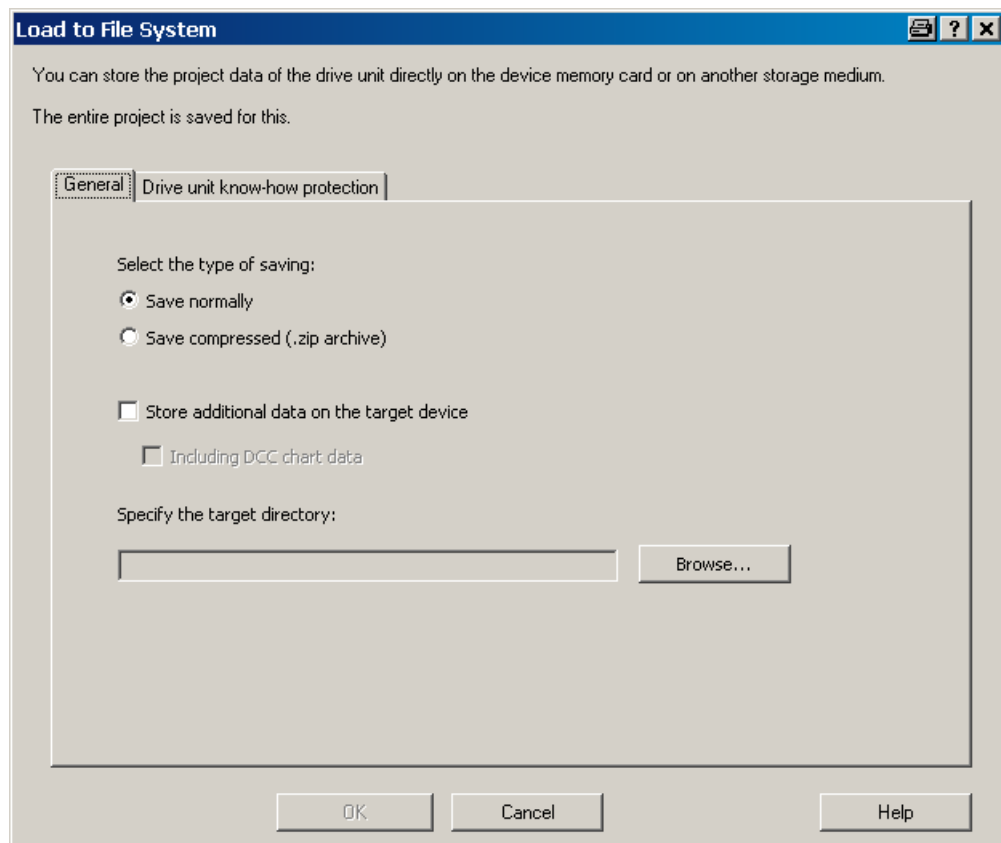 Load to File System
You can store the project data of the drive unit directly on the device memory card or on another storage medium.
The entire project is saved for this.
General
Drive unit know-how protection
Select the type of saving:
Save normally
Save compressed (.zip archive)
Store additional data on the target device
Including DCC chart data
Specify the target directory:
Browse...
OK
Cancel
Help